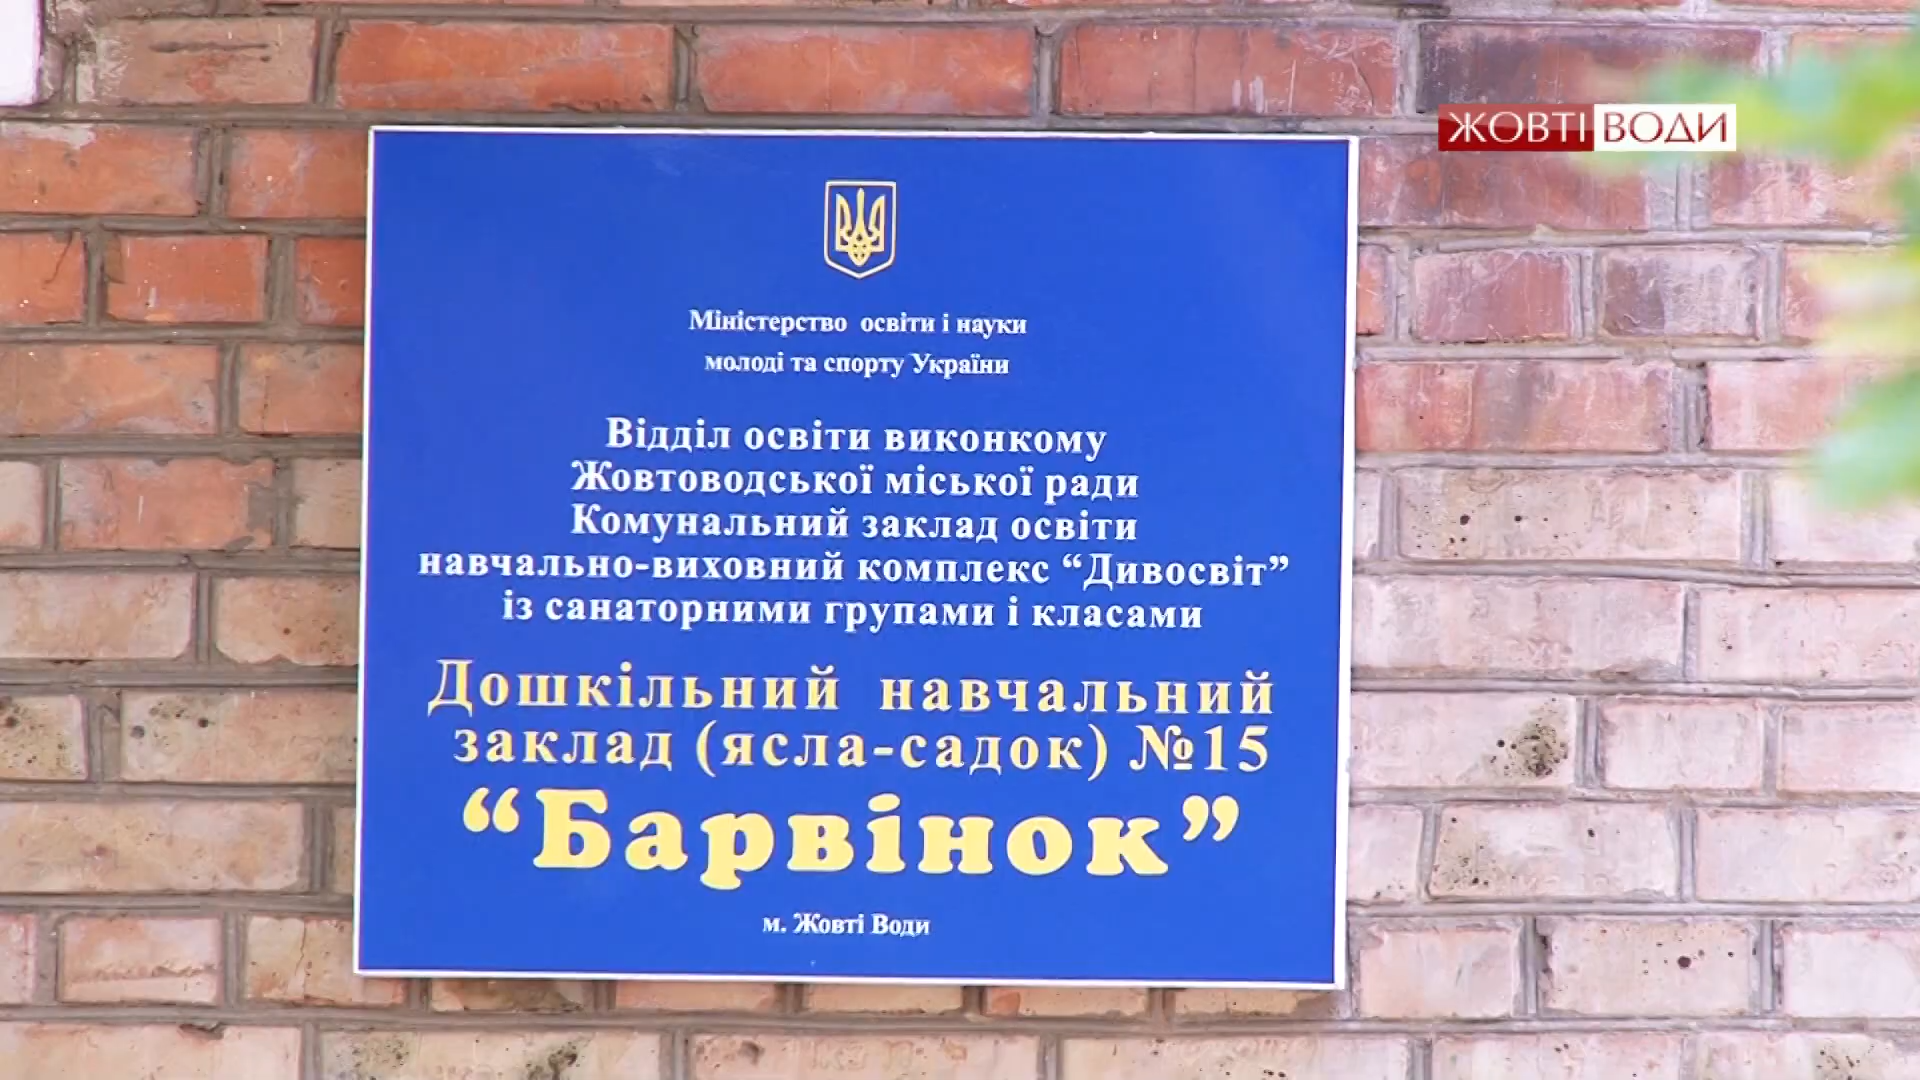 ЖОВТІ ВОДИ
Міністерство освіти і науки
молоді та спорту України
Відділ освіти виконкому
Жовтоводської міської ради
Комунальний заклад освіти
навчально-виховний комплекс “Дивосвіт”
із санаторними групами і класами
Дошкільний навчальний
заклад (ясла-садок) №15
“Барвінок”
м. Жовті Води